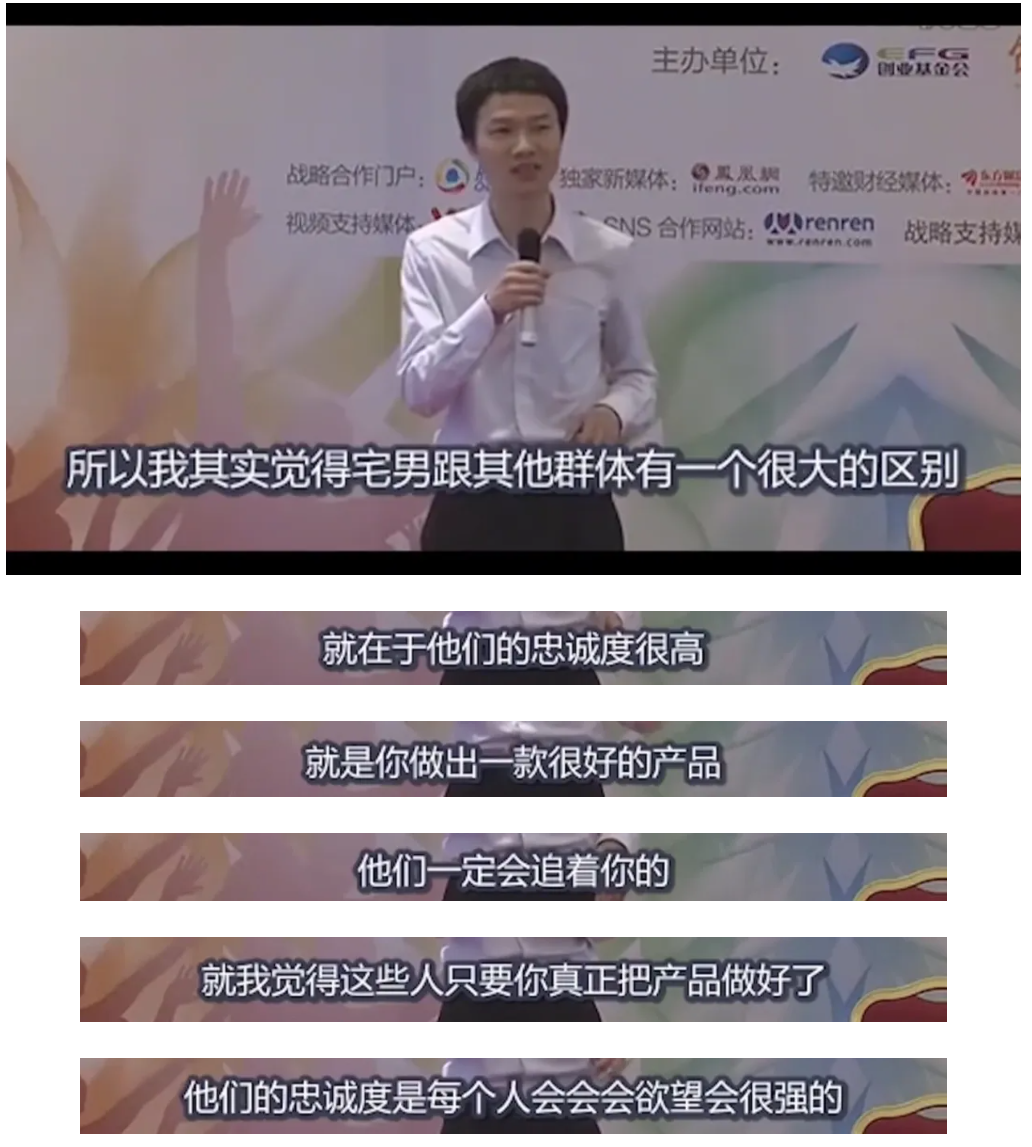 主办单位：
EFG
创业基金会
战略合作门户：
独家新媒体：
鳳凰網
ifeng.com
特邀财经媒体：
视频支持媒体
SNS 合作网站：
renren
www.renren.com
战略支持媒
所以我其实觉得宅男跟其他群体有一个很大的区别
就在于他们的忠诚度很高
就是你做出一款很好的产品
他们一定会追着你的
就我觉得这些人只要你真正把产品做好了
他们的忠诚度是每个人会会会欲望会很强的